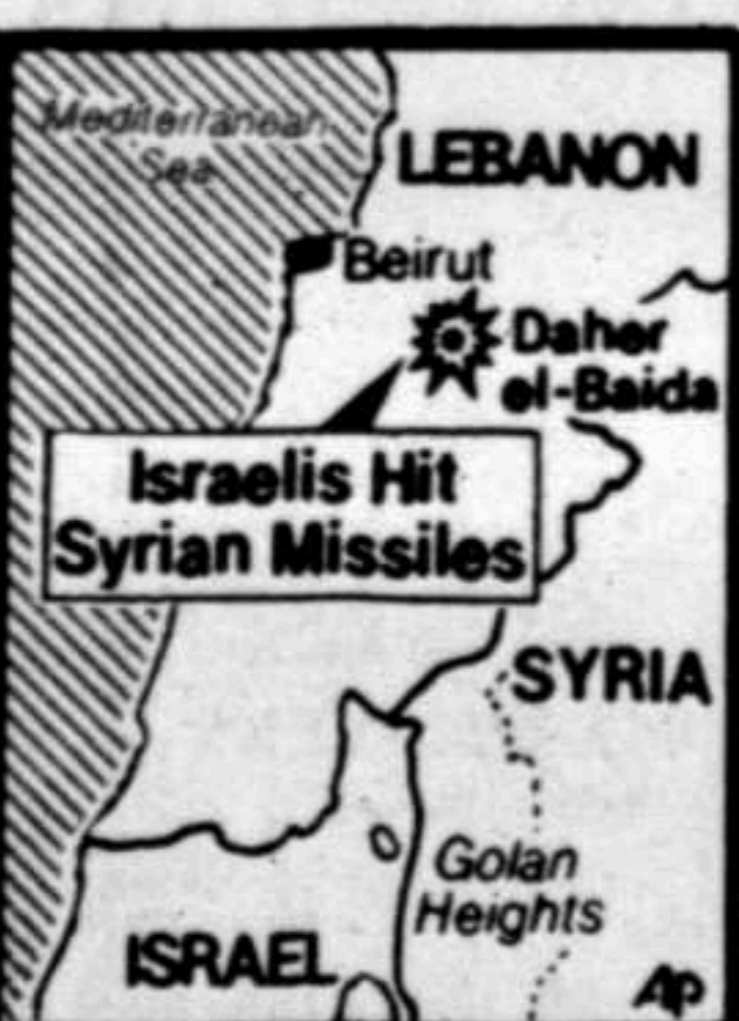 Mediterranean
Sea
LEBANON
Beirut
Daher
el-Baida
Israelis Hit
Syrian Missiles
SYRIA
Golan
Heights
ISRAEL
AP